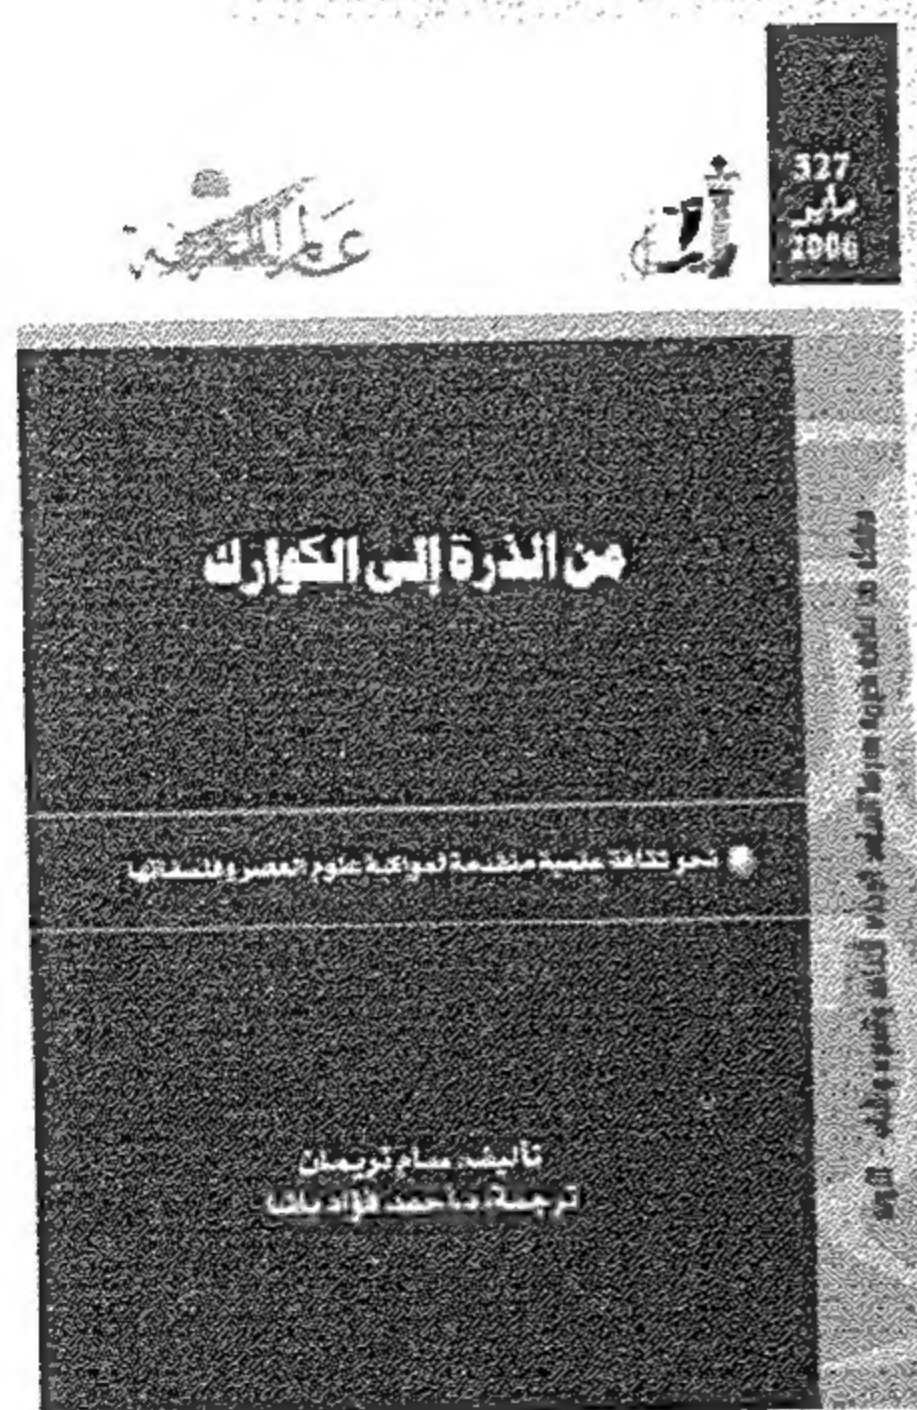 327
مايو
2006
عالم المعرفة
من الذرة إلى الكوارك
نحو ثقافة علمية متقدمة لمواكبة علوم العصر وفلسفاتها
تأليف: سام تريمان
ترجمة: د. أحمد فؤاد باشا